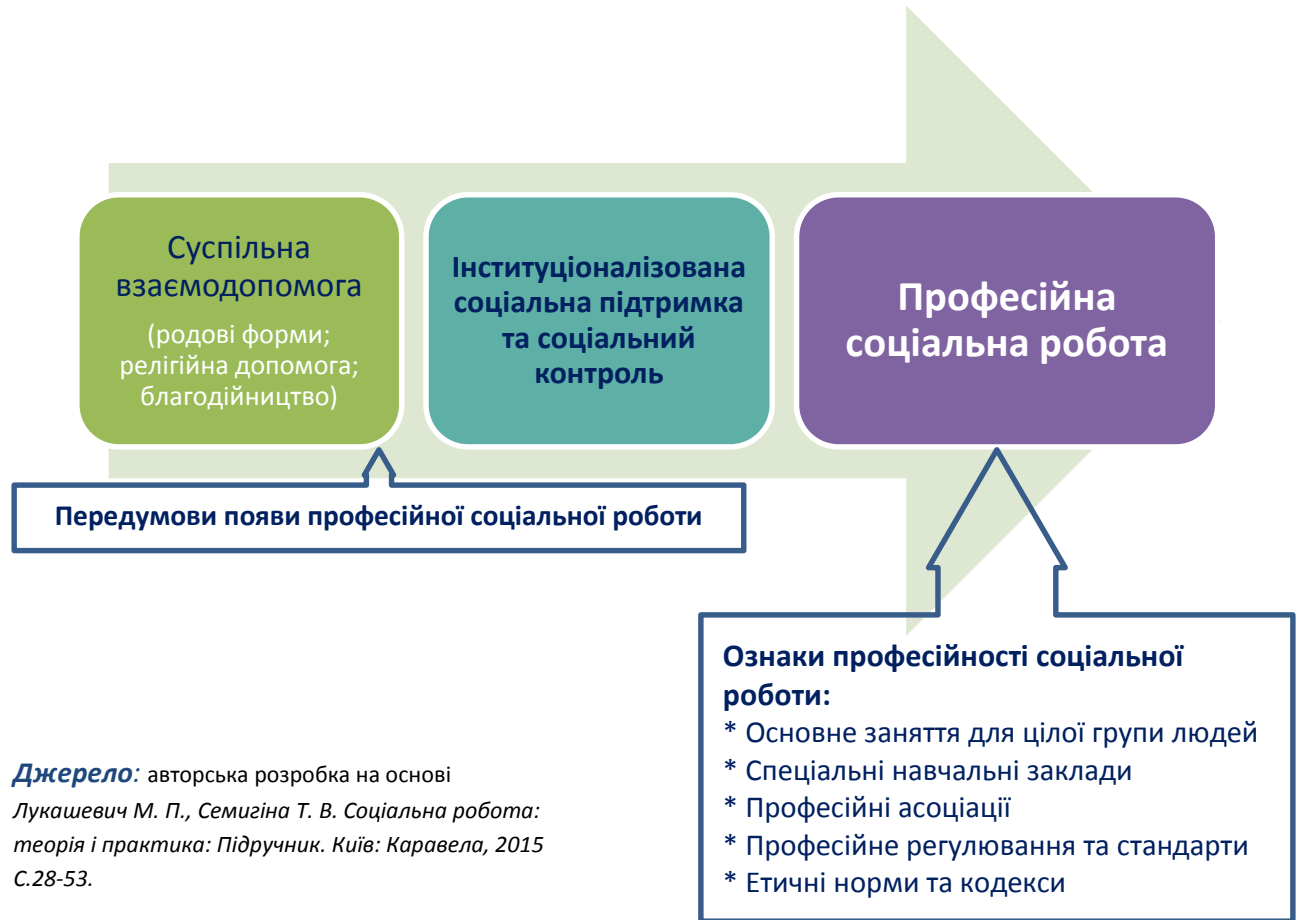 Суспільна
взаємодопомога
(родові форми;
релігійна допомога;
благодійництво)
Інституціоналізована
соціальна підтримка
та соціальний
контроль
Професійна
соціальна робота
Передумови появи професійної соціальної роботи
Ознаки професійності соціальної
роботи:
* Основне заняття для цілої групи людей
* Спеціальні навчальні заклади
* Професійні асоціації
* Професійне регулювання та стандарти
* Етичні норми та кодекси
Джерело: авторська розробка на основі
Лукашевич М. П., Семигіна Т. В. Соціальна робота:
теорія і практика: Підручник. Київ: Каравела, 2015
С.28-53.